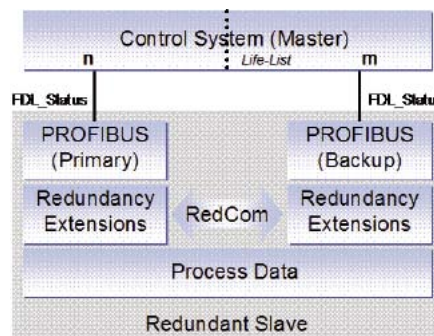 Control System (Master)
n Life-List m
FDL_Status FDL_Statu
PROFIBUS PROFIBUS
(Primary) (Backup)
Redundancy Redundancy
Extensions RedCom Extensions
Process Data
Redundant Slave